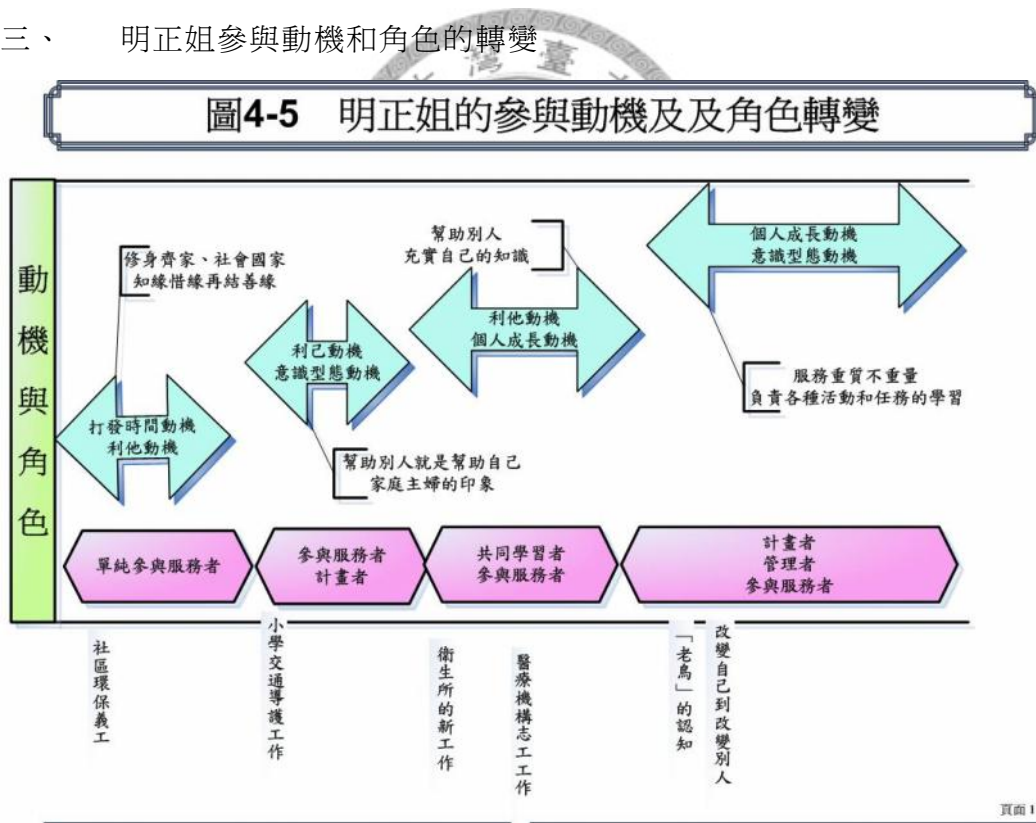 三、 明正姐參與動機和角色的轉變
灣臺
圖4-5 明正姐的參與動機及及角色轉變
動機與角色
修身齊家、社會國家
知緣惜緣再結善緣
打發時間動機
利他動機
利己動機
意識型態動機
幫助別人就是幫助自己
家庭主婦的印象
幫助別人
充實自己的知識
利他動機
個人成長動機
個人成長動機
意識型態動機
服務重質不重量
負責各種活動和任務的學習
單純參與服務者
參與服務者
計畫者
共同學習者
參與服務者
計畫者
管理者
參與服務者
社區環保義工
小學交通導護工作
衛生所的新工作
醫療機構志工工作
「老鳥」的認知
改變自己到改變別人
頁面 1